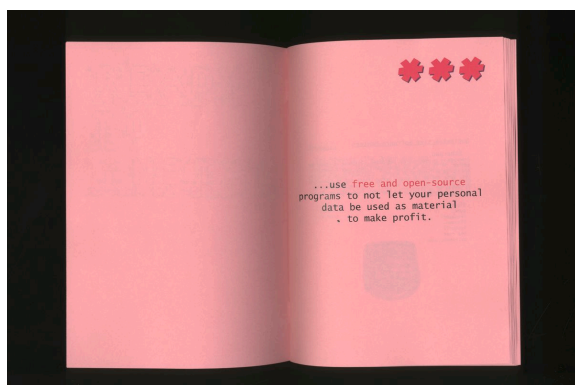 ***
...use free and open-source
programs to not let your personal
data be used as material
to make profit.